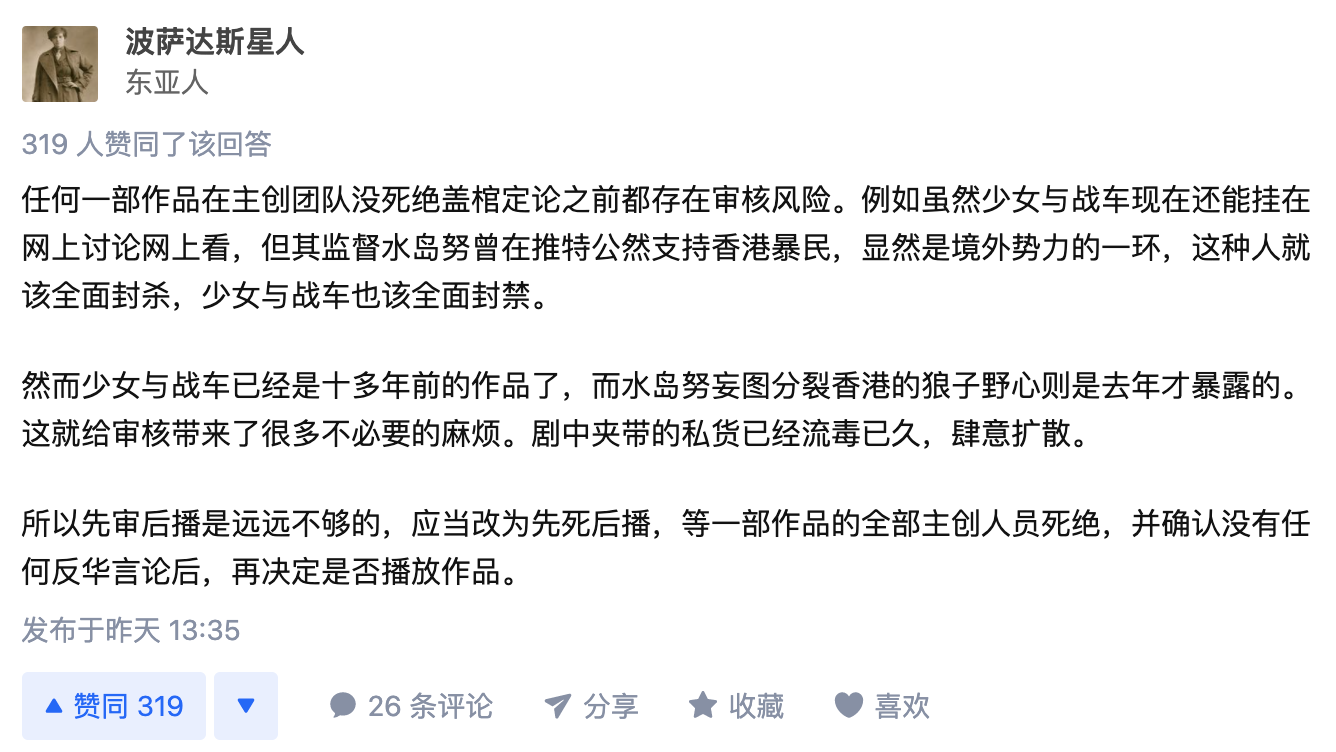 波萨达斯星人
东亚人
319 人赞同了该回答
任何一部作品在主创团队没死绝盖棺定论之前都存在审核风险。例如虽然少女与战车现在还能挂在
网上讨论网上看，但其监督水岛努曾在推特公然支持香港暴民，显然是境外势力的一环，这种人就
该全面封杀，少女与战车也该全面封禁。
然而少女与战车已经是十多年前的作品了，而水岛努妄图分裂香港的狼子野心则是去年才暴露的。
这就给审核带来了很多不必要的麻烦。剧中夹带的私货已经流毒已久，肆意扩散。
所以先审后播是远远不够的，应当改为先死后播，等一部作品的全部主创人员死绝，并确认没有任
何反华言论后，再决定是否播放作品。
发布于昨天 13:35
赞同 319
26 条评论
分享
收藏
喜欢